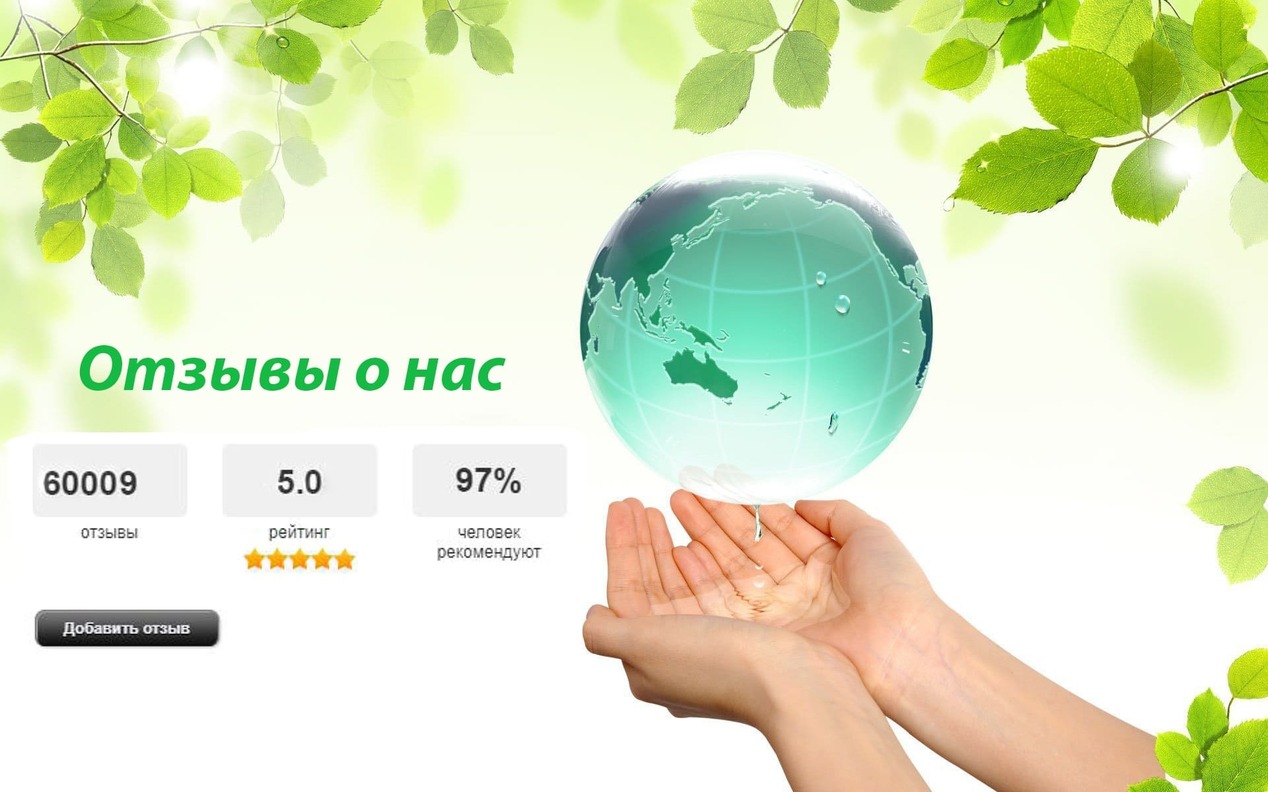 Отзывы о нас
60009
5.0
97%
отзывы
рейтинг
человек
рекомендуют
Добавить отзыв